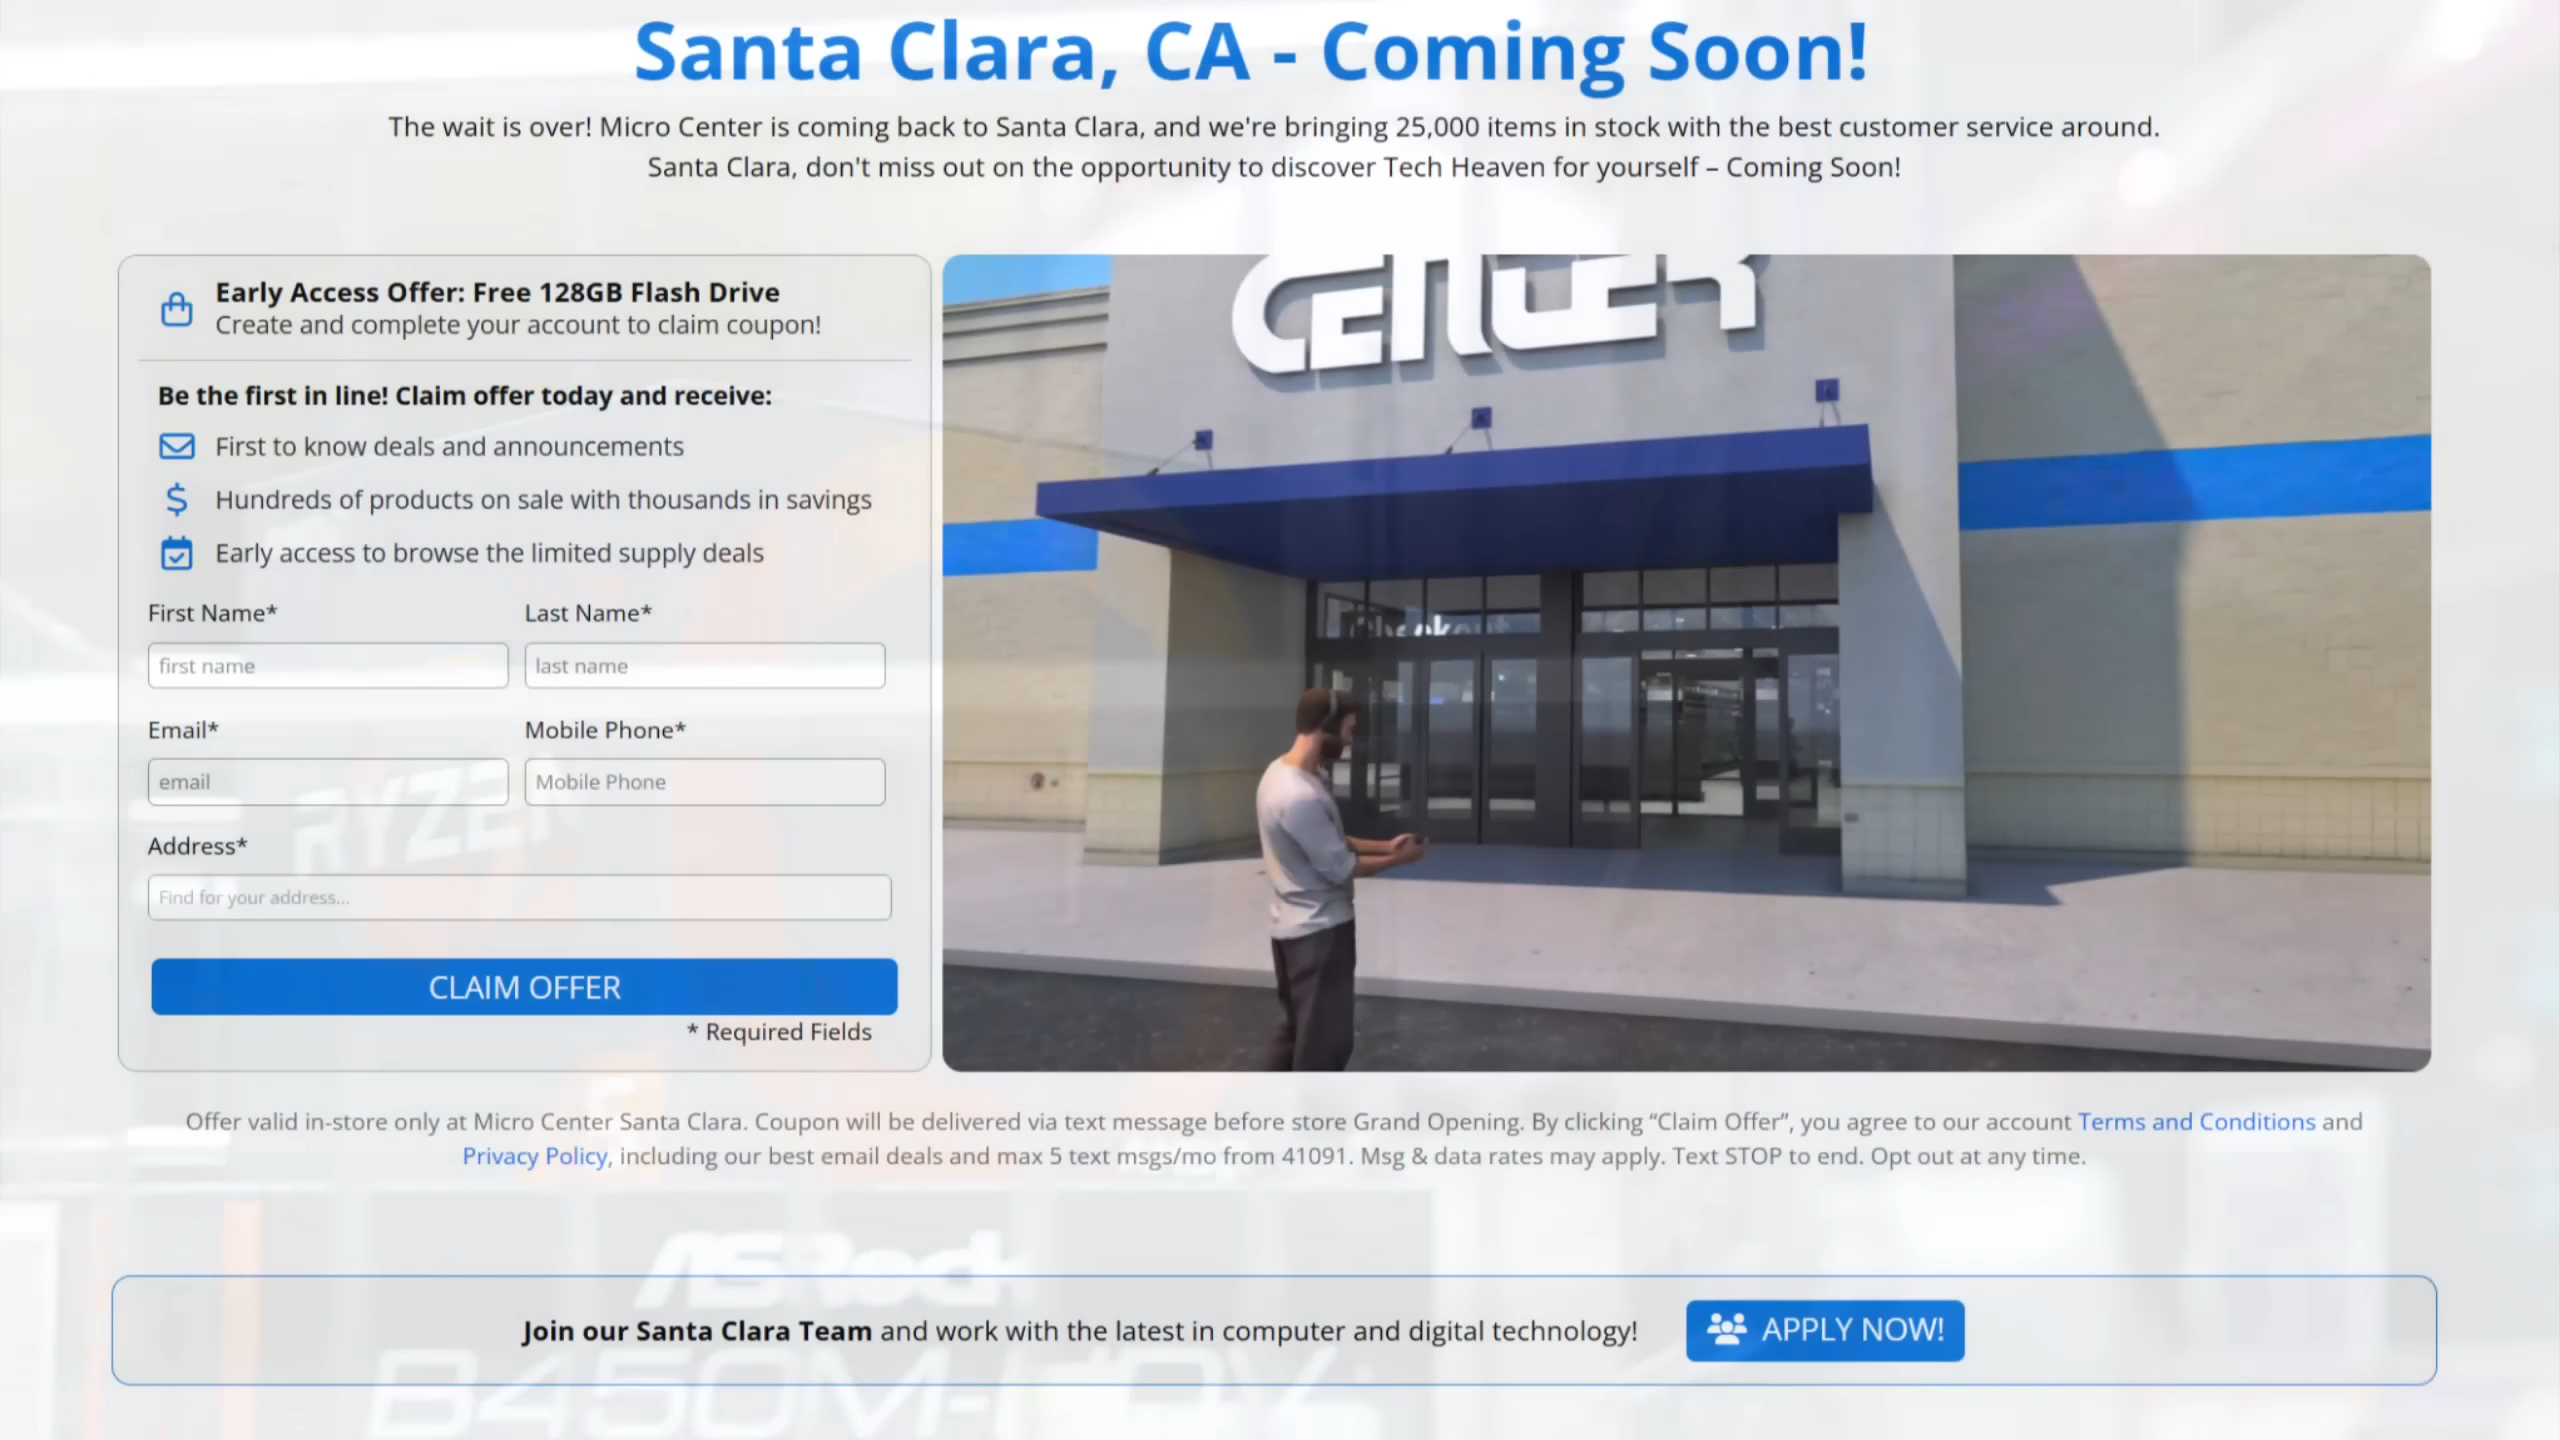 Santa Clara, CA - Coming Soon!
The wait is over! Micro Center is coming back to Santa Clara, and we're bringing 25,000 items in stock with the best customer service around.
Santa Clara, don't miss out on the opportunity to discover Tech Heaven for yourself – Coming Soon!
Early Access Offer: Free 128GB Flash Drive
Create and complete your account to claim coupon!
Be the first in line! Claim offer today and receive:
First to know deals and announcements
Hundreds of products on sale with thousands in savings
Early access to browse the limited supply deals
First Name* Last Name*
first name last name
Email* Mobile Phone*
email Mobile Phone
Address*
Find for your address...
CLAIM OFFER
* Required Fields
CENTER
RYZEN
Offer valid in-store only at Micro Center Santa Clara. Coupon will be delivered via text message before store Grand Opening. By clicking “Claim Offer”, you agree to our account Terms and Conditions and
Privacy Policy, including our best email deals and max 5 text msgs/mo from 41091. Msg & data rates may apply. Text STOP to end. Opt out at any time.
ASRock
Join our Santa Clara Team and work with the latest in computer and digital technology! APPLY NOW!